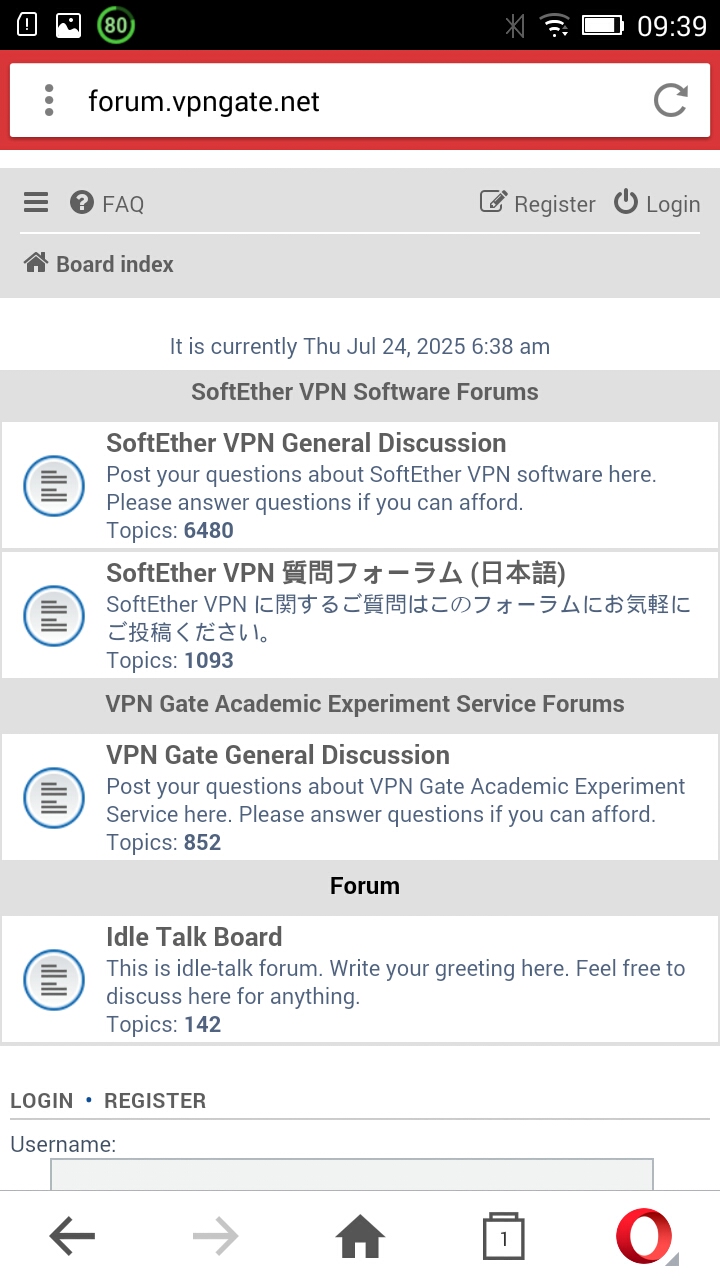 80
09:39
forum.vpngate.net
FAQ
Register
Login
Board index
It is currently Thu Jul 24, 2025 6:38 am
SoftEther VPN Software Forums
SoftEther VPN General Discussion
Post your questions about SoftEther VPN software here.
Please answer questions if you can afford.
Topics: 6480
SoftEther VPN 質問フォーラム (日本語)
SoftEther VPN に関するご質問はこのフォーラムにお気軽に
ご投稿ください。
Topics: 1093
VPN Gate Academic Experiment Service Forums
VPN Gate General Discussion
Post your questions about VPN Gate Academic Experiment
Service here. Please answer questions if you can afford.
Topics: 852
Forum
Idle Talk Board
This is idle-talk forum. Write your greeting here. Feel free to
discuss here for anything.
Topics: 142
LOGIN • REGISTER
Username:
1